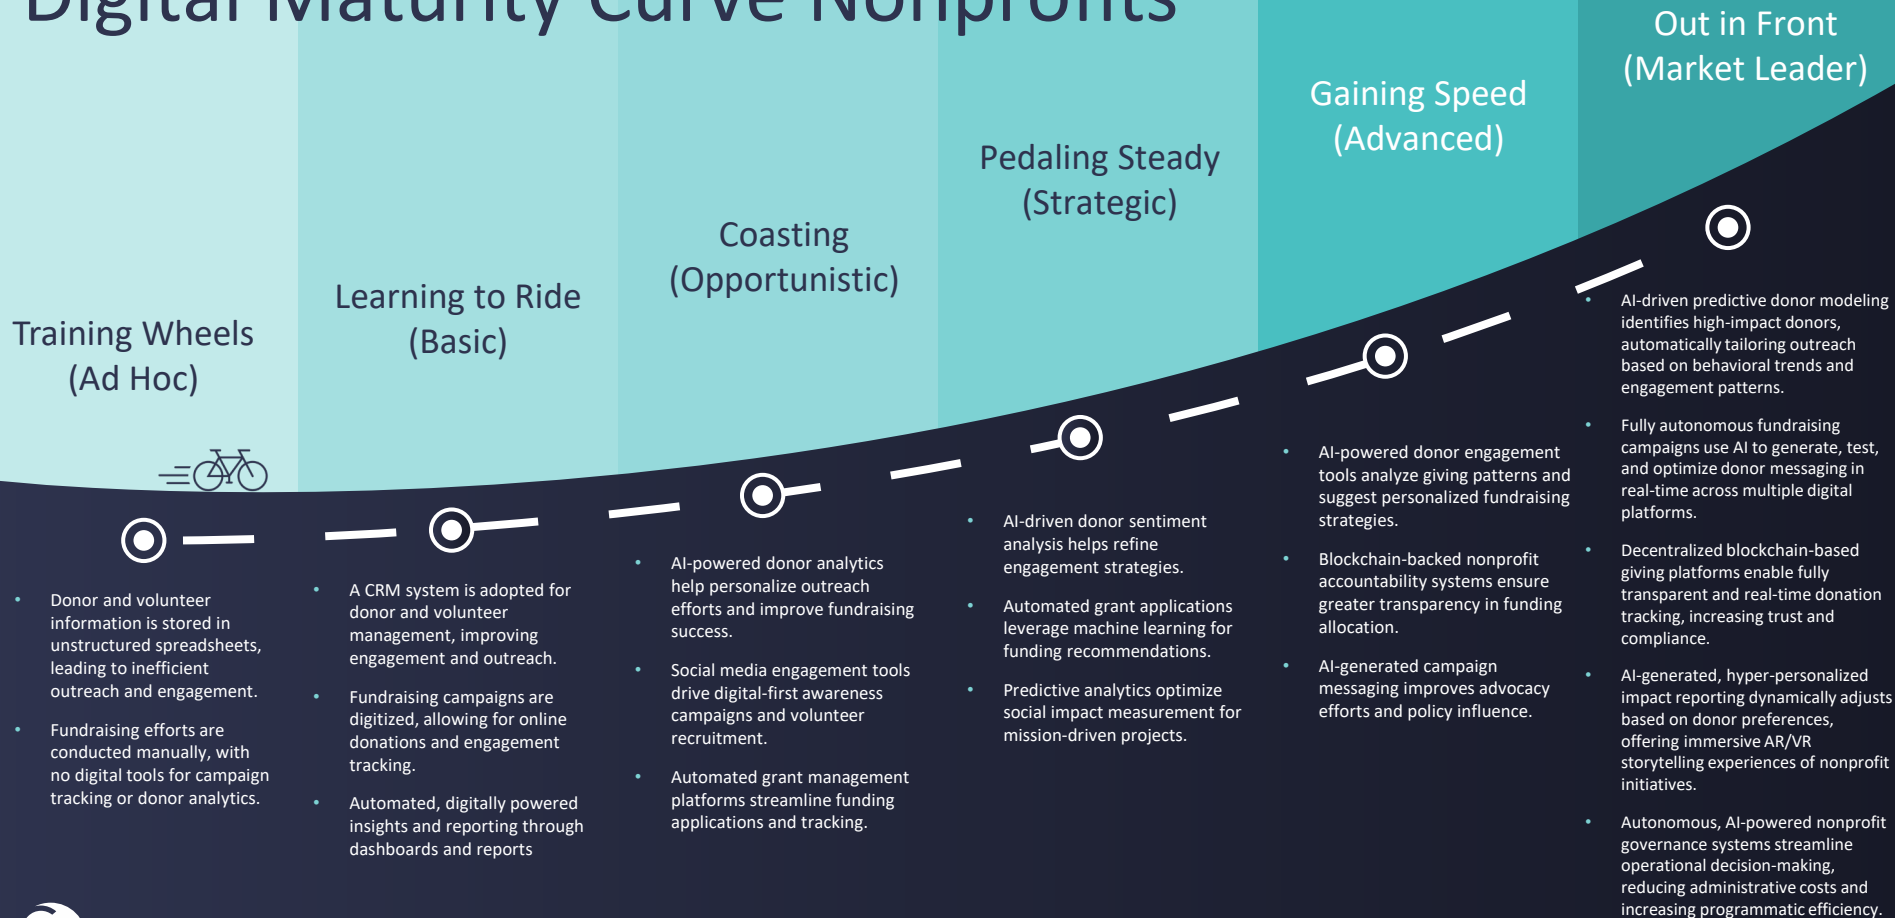 Digital Maturity Curve Nonprofits
Training Wheels
(Ad Hoc)
• Donor and volunteer
information is stored in
unstructured spreadsheets,
leading to inefficient
outreach and engagement.
• Fundraising efforts are
conducted manually, with
no digital tools for campaign
tracking or donor analytics.
Learning to Ride
(Basic)
• A CRM system is adopted for
donor and volunteer
management, improving
engagement and outreach.
• Fundraising campaigns are
digitized, allowing for online
donations and engagement
tracking.
• Automated, digitally powered
insights and reporting through
dashboards and reports
Coasting
(Opportunistic)
• AI-powered donor analytics
help personalize outreach
efforts and improve fundraising
success.
• Social media engagement tools
drive digital-first awareness
campaigns and volunteer
recruitment.
• Automated grant management
platforms streamline funding
applications and tracking.
Pedaling Steady
(Strategic)
• AI-driven donor sentiment
analysis helps refine
engagement strategies.
• Automated grant applications
leverage machine learning for
funding recommendations.
• Predictive analytics optimize
social impact measurement for
mission-driven projects.
Gaining Speed
(Advanced)
• AI-powered donor engagement
tools analyze giving patterns and
suggest personalized fundraising
strategies.
• Blockchain-backed nonprofit
accountability systems ensure
greater transparency in funding
allocation.
• AI-generated campaign
messaging improves advocacy
efforts and policy influence.
Out in Front
(Market Leader)
• AI-driven predictive donor modeling
identifies high-impact donors,
automatically tailoring outreach
based on behavioral trends and
engagement patterns.
• Fully autonomous fundraising
campaigns use AI to generate, test,
and optimize donor messaging in
real-time across multiple digital
platforms.
• Decentralized blockchain-based
giving platforms enable fully
transparent and real-time donation
tracking, increasing trust and
compliance.
• AI-generated, hyper-personalized
impact reporting dynamically adjusts
based on donor preferences,
offering immersive AR/VR
storytelling experiences of nonprofit
initiatives.
• Autonomous, AI-powered nonprofit
governance systems streamline
operational decision-making,
reducing administrative costs and
increasing programmatic efficiency.